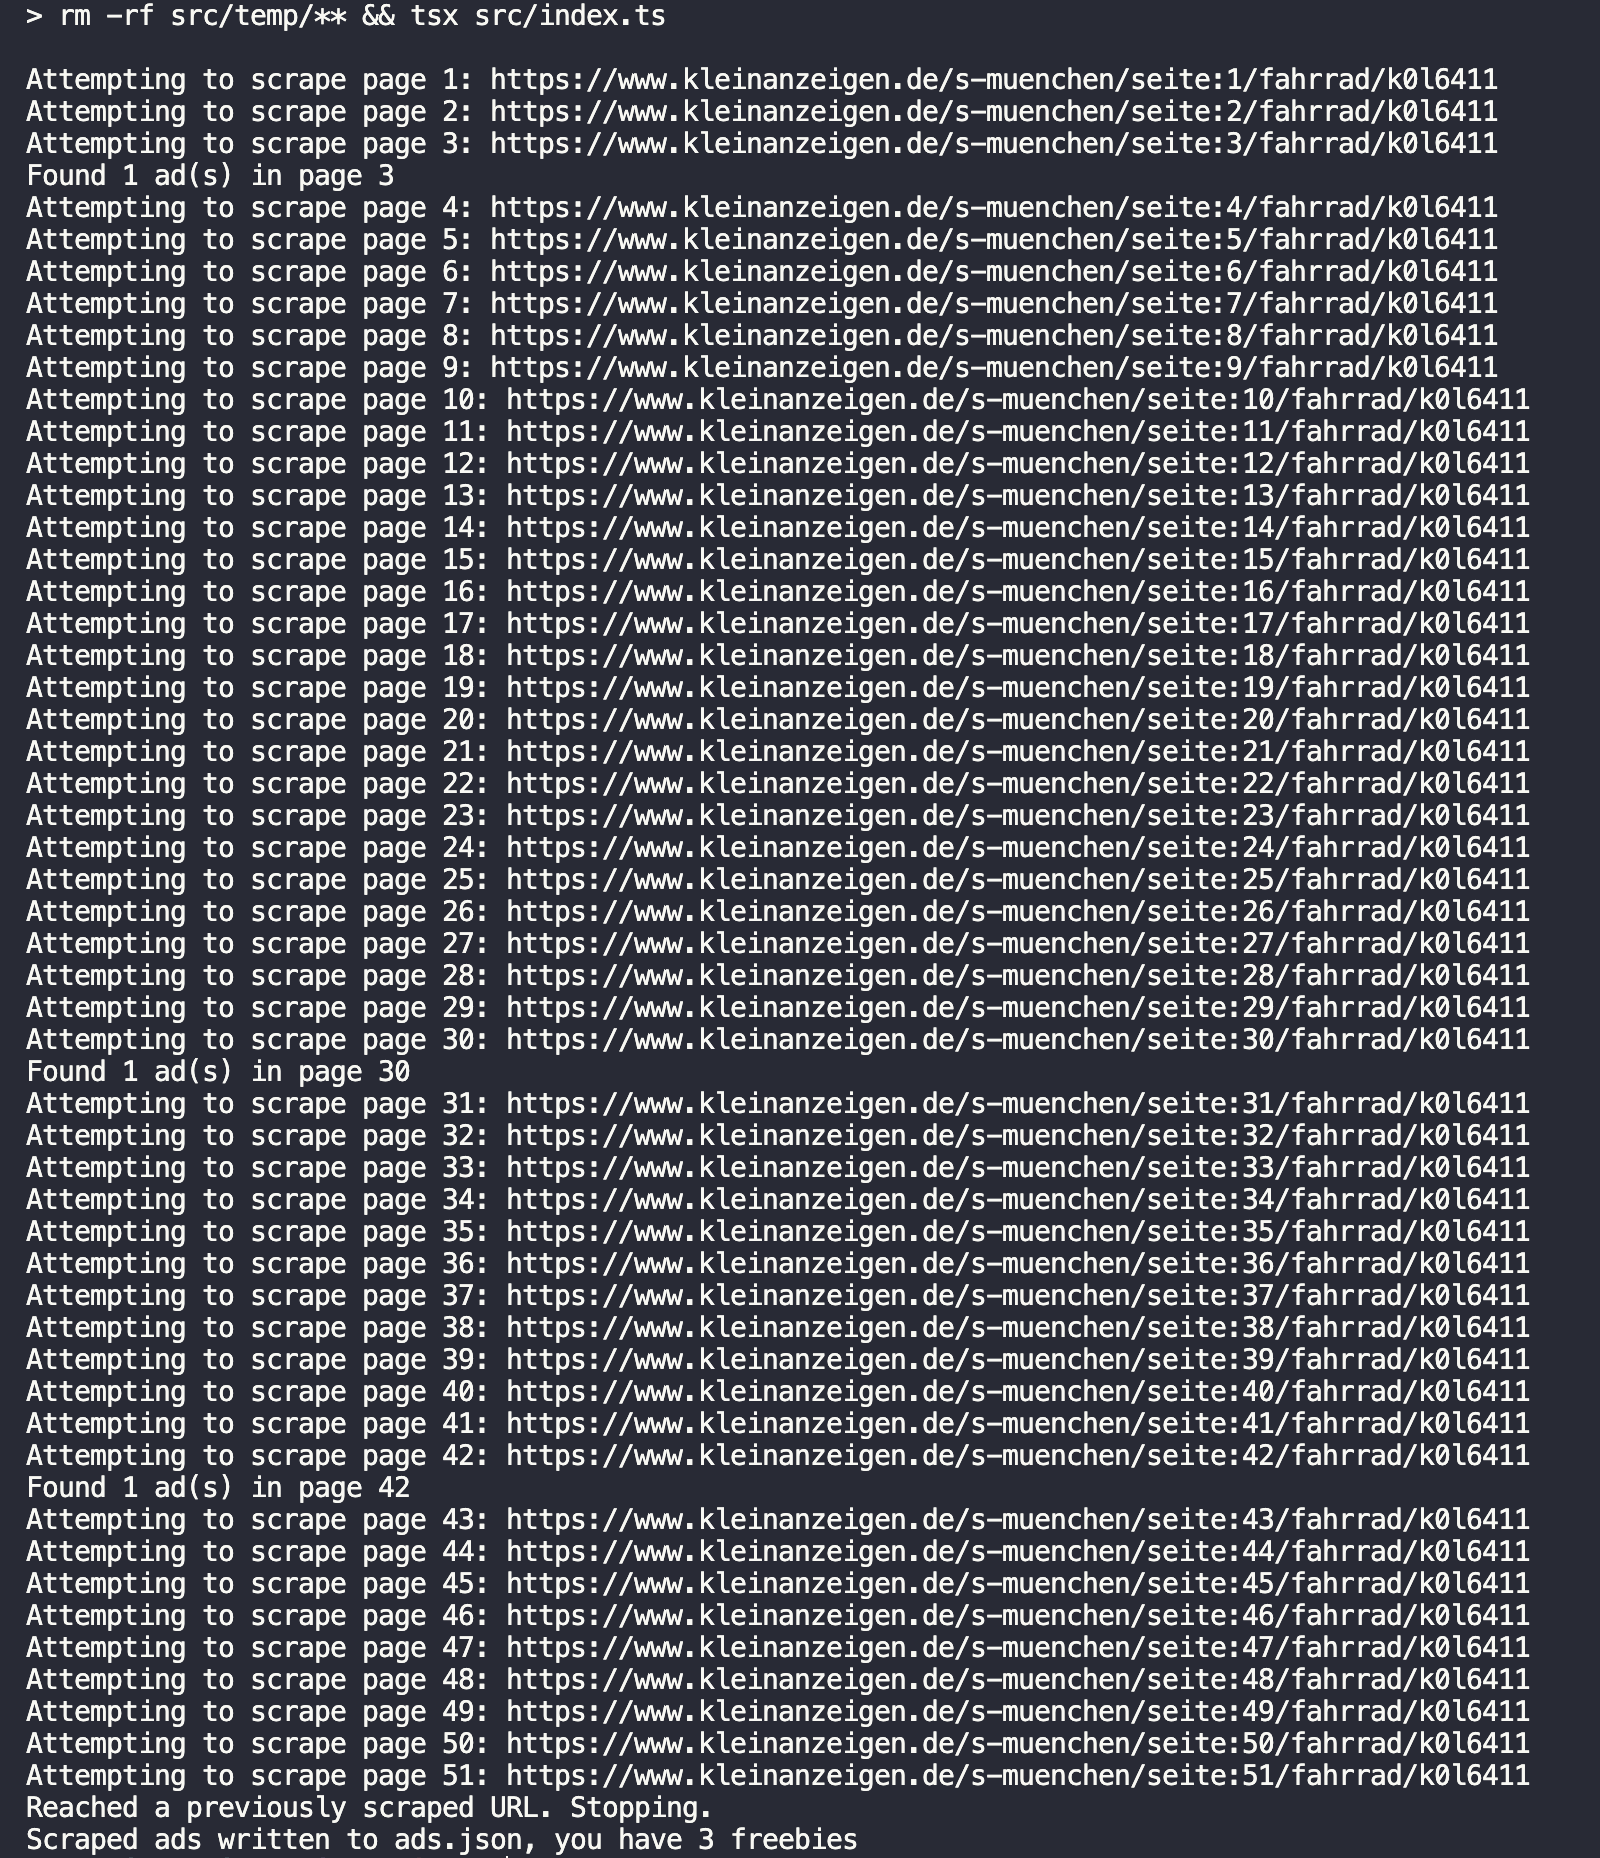 > rm -rf src/temp/** && tsx src/index.ts
Attempting to scrape page 1: https://www.kleinanzeigen.de/s-muenchen/seite:1/fahrrad/k0l6411
Attempting to scrape page 2: https://www.kleinanzeigen.de/s-muenchen/seite:2/fahrrad/k0l6411
Attempting to scrape page 3: https://www.kleinanzeigen.de/s-muenchen/seite:3/fahrrad/k0l6411
Found 1 ad(s) in page 3
Attempting to scrape page 4: https://www.kleinanzeigen.de/s-muenchen/seite:4/fahrrad/k0l6411
Attempting to scrape page 5: https://www.kleinanzeigen.de/s-muenchen/seite:5/fahrrad/k0l6411
Attempting to scrape page 6: https://www.kleinanzeigen.de/s-muenchen/seite:6/fahrrad/k0l6411
Attempting to scrape page 7: https://www.kleinanzeigen.de/s-muenchen/seite:7/fahrrad/k0l6411
Attempting to scrape page 8: https://www.kleinanzeigen.de/s-muenchen/seite:8/fahrrad/k0l6411
Attempting to scrape page 9: https://www.kleinanzeigen.de/s-muenchen/seite:9/fahrrad/k0l6411
Attempting to scrape page 10: https://www.kleinanzeigen.de/s-muenchen/seite:10/fahrrad/k0l6411
Attempting to scrape page 11: https://www.kleinanzeigen.de/s-muenchen/seite:11/fahrrad/k0l6411
Attempting to scrape page 12: https://www.kleinanzeigen.de/s-muenchen/seite:12/fahrrad/k0l6411
Attempting to scrape page 13: https://www.kleinanzeigen.de/s-muenchen/seite:13/fahrrad/k0l6411
Attempting to scrape page 14: https://www.kleinanzeigen.de/s-muenchen/seite:14/fahrrad/k0l6411
Attempting to scrape page 15: https://www.kleinanzeigen.de/s-muenchen/seite:15/fahrrad/k0l6411
Attempting to scrape page 16: https://www.kleinanzeigen.de/s-muenchen/seite:16/fahrrad/k0l6411
Attempting to scrape page 17: https://www.kleinanzeigen.de/s-muenchen/seite:17/fahrrad/k0l6411
Attempting to scrape page 18: https://www.kleinanzeigen.de/s-muenchen/seite:18/fahrrad/k0l6411
Attempting to scrape page 19: https://www.kleinanzeigen.de/s-muenchen/seite:19/fahrrad/k0l6411
Attempting to scrape page 20: https://www.kleinanzeigen.de/s-muenchen/seite:20/fahrrad/k0l6411
Attempting to scrape page 21: https://www.kleinanzeigen.de/s-muenchen/seite:21/fahrrad/k0l6411
Attempting to scrape page 22: https://www.kleinanzeigen.de/s-muenchen/seite:22/fahrrad/k0l6411
Attempting to scrape page 23: https://www.kleinanzeigen.de/s-muenchen/seite:23/fahrrad/k0l6411
Attempting to scrape page 24: https://www.kleinanzeigen.de/s-muenchen/seite:24/fahrrad/k0l6411
Attempting to scrape page 25: https://www.kleinanzeigen.de/s-muenchen/seite:25/fahrrad/k0l6411
Attempting to scrape page 26: https://www.kleinanzeigen.de/s-muenchen/seite:26/fahrrad/k0l6411
Attempting to scrape page 27: https://www.kleinanzeigen.de/s-muenchen/seite:27/fahrrad/k0l6411
Attempting to scrape page 28: https://www.kleinanzeigen.de/s-muenchen/seite:28/fahrrad/k0l6411
Attempting to scrape page 29: https://www.kleinanzeigen.de/s-muenchen/seite:29/fahrrad/k0l6411
Attempting to scrape page 30: https://www.kleinanzeigen.de/s-muenchen/seite:30/fahrrad/k0l6411
Found 1 ad(s) in page 30
Attempting to scrape page 31: https://www.kleinanzeigen.de/s-muenchen/seite:31/fahrrad/k0l6411
Attempting to scrape page 32: https://www.kleinanzeigen.de/s-muenchen/seite:32/fahrrad/k0l6411
Attempting to scrape page 33: https://www.kleinanzeigen.de/s-muenchen/seite:33/fahrrad/k0l6411
Attempting to scrape page 34: https://www.kleinanzeigen.de/s-muenchen/seite:34/fahrrad/k0l6411
Attempting to scrape page 35: https://www.kleinanzeigen.de/s-muenchen/seite:35/fahrrad/k0l6411
Attempting to scrape page 36: https://www.kleinanzeigen.de/s-muenchen/seite:36/fahrrad/k0l6411
Attempting to scrape page 37: https://www.kleinanzeigen.de/s-muenchen/seite:37/fahrrad/k0l6411
Attempting to scrape page 38: https://www.kleinanzeigen.de/s-muenchen/seite:38/fahrrad/k0l6411
Attempting to scrape page 39: https://www.kleinanzeigen.de/s-muenchen/seite:39/fahrrad/k0l6411
Attempting to scrape page 40: https://www.kleinanzeigen.de/s-muenchen/seite:40/fahrrad/k0l6411
Attempting to scrape page 41: https://www.kleinanzeigen.de/s-muenchen/seite:41/fahrrad/k0l6411
Attempting to scrape page 42: https://www.kleinanzeigen.de/s-muenchen/seite:42/fahrrad/k0l6411
Found 1 ad(s) in page 42
Attempting to scrape page 43: https://www.kleinanzeigen.de/s-muenchen/seite:43/fahrrad/k0l6411
Attempting to scrape page 44: https://www.kleinanzeigen.de/s-muenchen/seite:44/fahrrad/k0l6411
Attempting to scrape page 45: https://www.kleinanzeigen.de/s-muenchen/seite:45/fahrrad/k0l6411
Attempting to scrape page 46: https://www.kleinanzeigen.de/s-muenchen/seite:46/fahrrad/k0l6411
Attempting to scrape page 47: https://www.kleinanzeigen.de/s-muenchen/seite:47/fahrrad/k0l6411
Attempting to scrape page 48: https://www.kleinanzeigen.de/s-muenchen/seite:48/fahrrad/k0l6411
Attempting to scrape page 49: https://www.kleinanzeigen.de/s-muenchen/seite:49/fahrrad/k0l6411
Attempting to scrape page 50: https://www.kleinanzeigen.de/s-muenchen/seite:50/fahrrad/k0l6411
Attempting to scrape page 51: https://www.kleinanzeigen.de/s-muenchen/seite:51/fahrrad/k0l6411
Reached a previously scraped URL. Stopping.
Scraped ads written to ads.json, you have 3 freebies